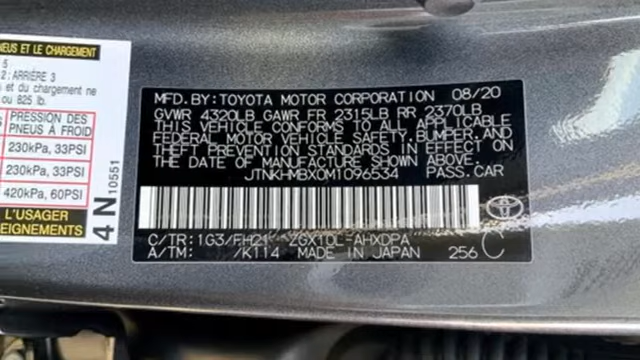 NEUS ET LE CHARGEMENT
5
2 : ARRIÈRE 3
et du chargement ne
ou 825 lb.
PRESSION DES
PNEUS À FROID
230kPa, 33PSI
230kPa, 33PSI
420kPa, 60PSI
L'USAGER
SEIGNEMENTS
4 N 10551
MFD. BY: TOYOTA MOTOR CORPORATION 08/20
GVWR 4320LB GAWR FR 2315LB RR 2370LB
THIS VEHICLE CONFORMS TO ALL APPLICABLE
FEDERAL MOTOR VEHICLE SAFETY, BUMPER, AND
THEFT PREVENTION STANDARDS IN EFFECT ON
THE DATE OF MANUFACTURE SHOWN ABOVE.
JTNKHMBX0M1096534 PASS. CAR
C/TR: 1G3/FH21 ZGX10L-AHXDPA
A/TM: /K114 MADE IN JAPAN 256 C